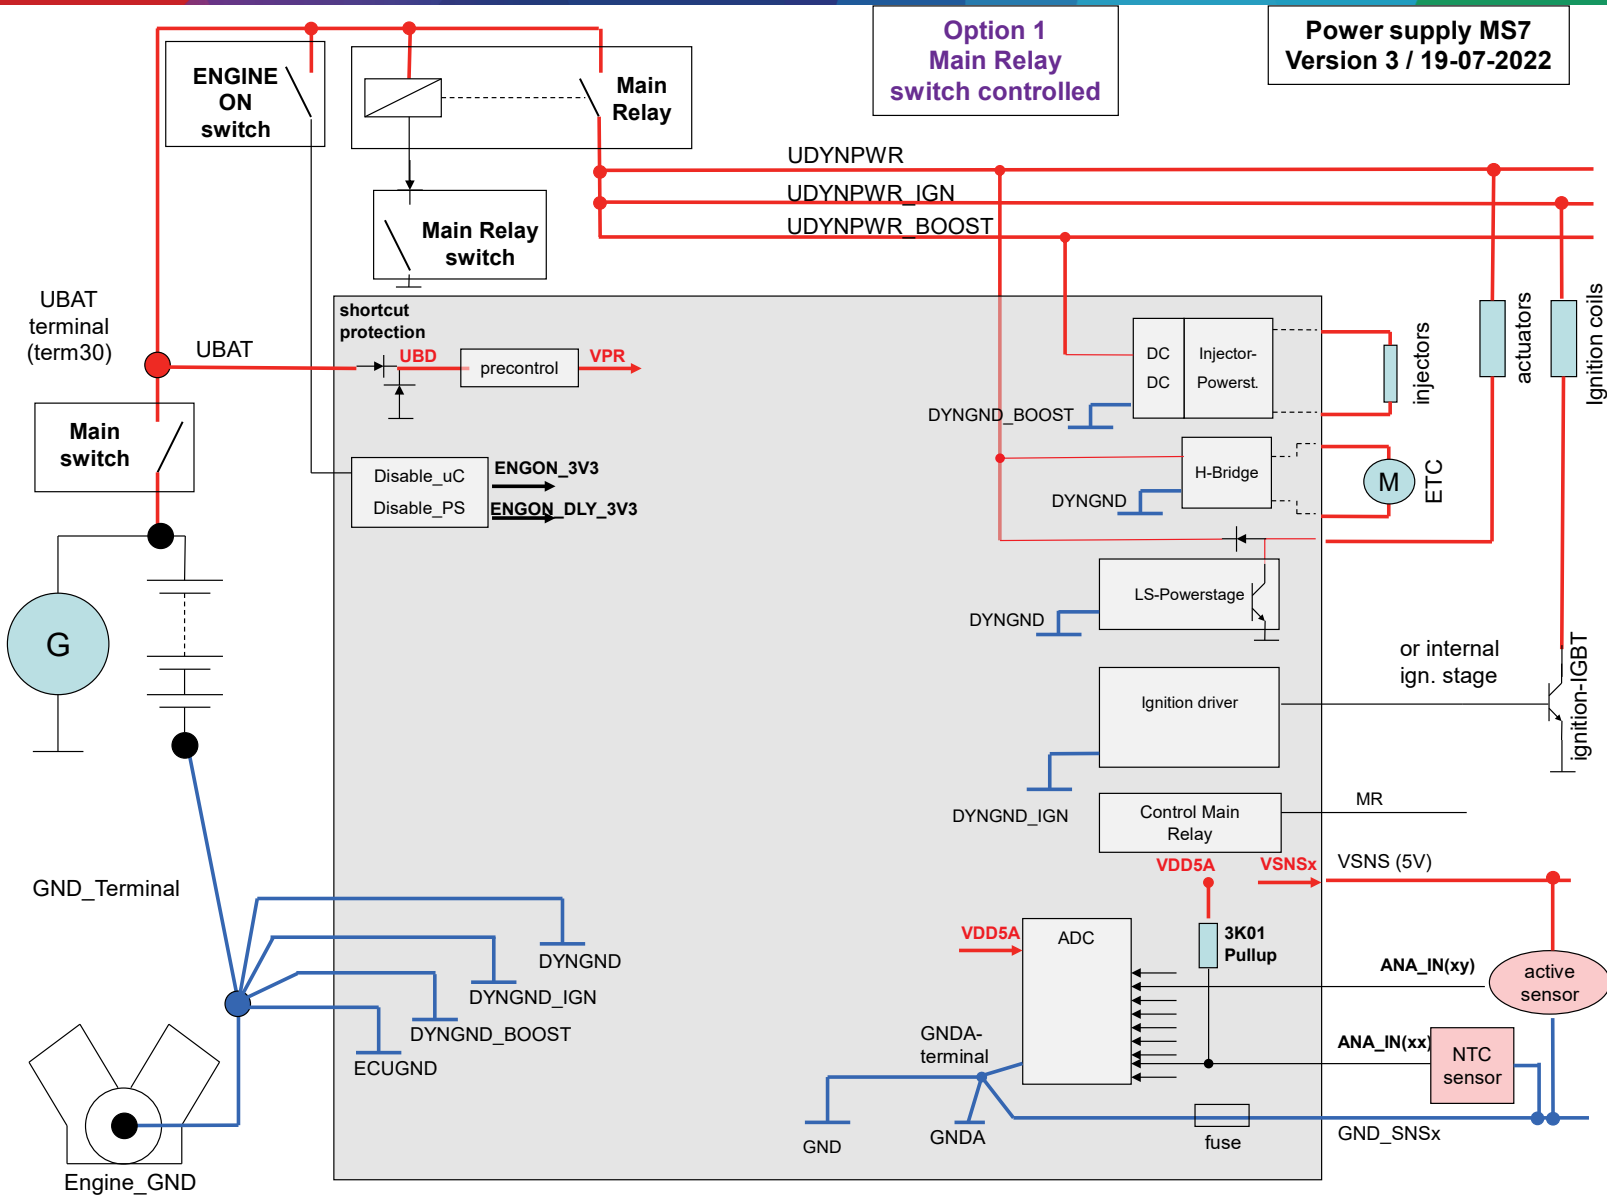 Option 1
Main Relay
switch controlled
Power supply MS7
Version 3 / 19-07-2022
ENGINE
ON
switch
Main
Relay
UDYNPWR
UDYNPWR_IGN
UDYNPWR_BOOST
Main Relay
switch
UBAT
terminal
(term30)
UBAT
shortcut
protection
UBD
precontrol
VPR
DC
DC
Injector-
Powerst.
injectors
actuators
Ignition coils
DYNGND_BOOST
Main
switch
Disable_uC
Disable_PS
ENGON_3V3
ENGON_DLY_3V3
H-Bridge
DYNGND
M
ETC
LS-Powerstage
DYNGND
G
or internal
ign. stage
ignition-IGBT
Ignition driver
DYNGND_IGN
Control Main
Relay
MR
VDD5A
VSNSx
VSNS (5V)
GND_Terminal
DYNGND
DYNGND_IGN
DYNGND_BOOST
ECUGND
VDD5A
ADC
3K01
Pullup
ANA_IN(xy)
active
sensor
GNDA-
terminal
ANA_IN(xx)
NTC
sensor
GND
GNDA
fuse
GND_SNSx
Engine_GND